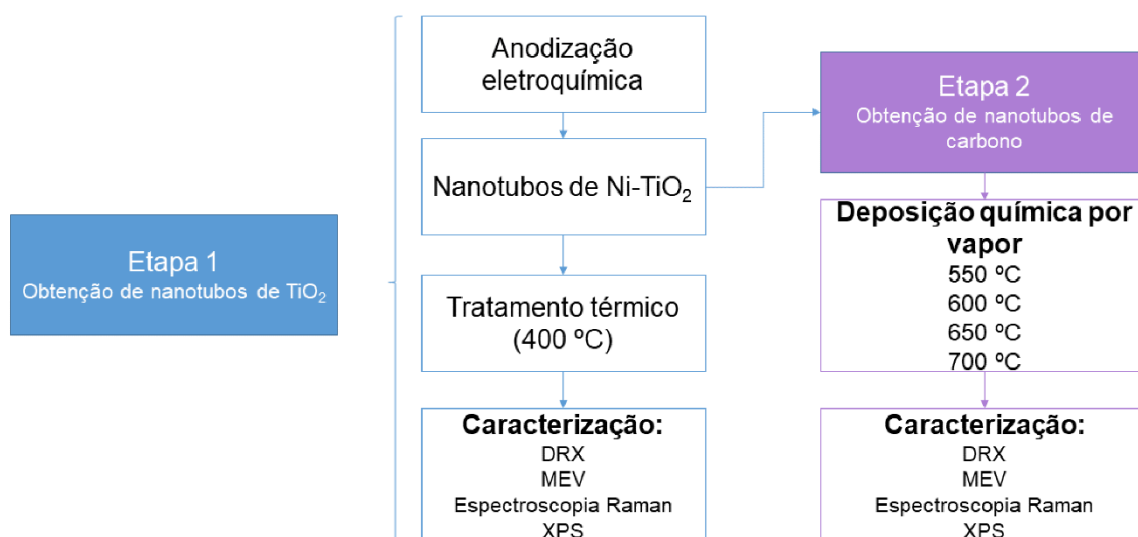 Etapa 1
Obtenção de nanotubos de TiO₂
Anodização
eletroquímica
Nanotubos de Ni-TiO₂
Tratamento térmico
(400 ºC)
Caracterização:
DRX
MEV
Espectroscopia Raman
XPS
Etapa 2
Obtenção de nanotubos de
carbono
Deposição química por
vapor
550 ºC
600 ºC
650 ºC
700 ºC
Caracterização:
DRX
MEV
Espectroscopia Raman
XPS